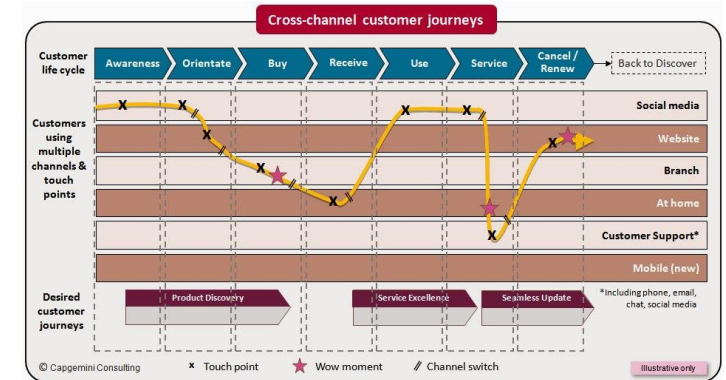 Cross-channel customer journeys
Customer
life cycle
Awareness
Orientate
Buy
Receive
Use
Service
Cancel /
Renew
Back to Discover
Customers
using
multiple
channels &
touch
points
Social media
Website
Branch
At home
Customer Support*
Mobile (new)
Desired
customer
journeys
Product Discovery
Service Excellence
Seamless Update
*Including phone, email,
chat, social media
© Capgemini Consulting
x Touch point
Wow moment
// Channel switch
Illustrative only